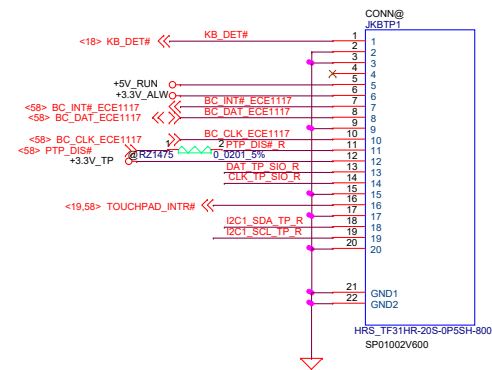 CONN@
JKBTP1
<18> KB_DET# KB_DET# 1 1
2 2
3 3
4 4
+5V_RUN 5 5
+3.3V_ALW 6 6
<58> BC_INT#_ECE1117 BC_INT#_ECE1117 7 7
<58> BC_DAT_ECE1117 BC_DAT_ECE1117 8 8
9 9
<58> BC_CLK_ECE1117 BC_CLK_ECE1117 10 10
<58> PTP_DIS# 1 2 PTP_DIS#_R 11 11
+3.3V_TP @RZ1475 0_0201_5% 12 12
DAT_TP_SIO_R 13 13
CLK_TP_SIO_R 14 14
15 15
<19,58> TOUCHPAD_INTR# 16 16
17 17
I2C1_SDA_TP_R 18 18
I2C1_SCL_TP_R 19 19
20 20
21 GND1
22 GND2
HRS_TF31HR-20S-0P5SH-800
SP01002V600